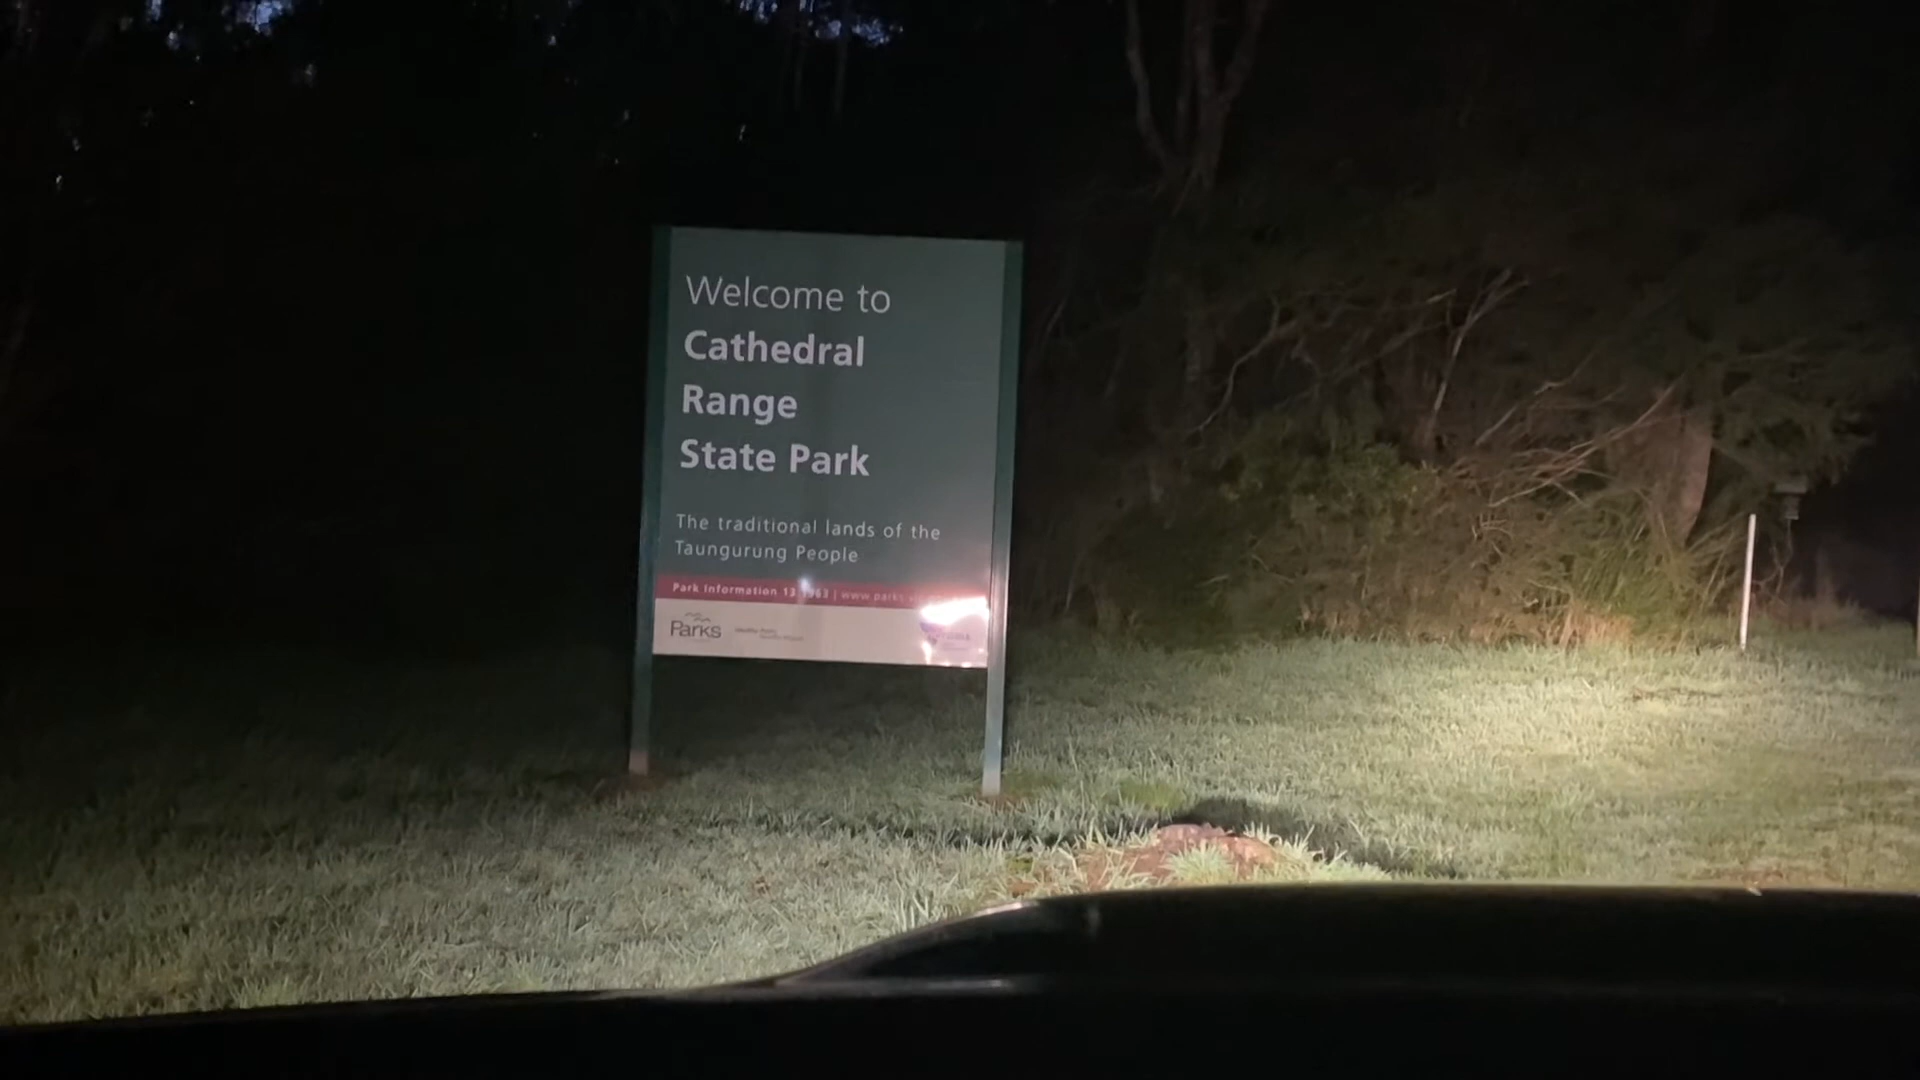 Welcome to
Cathedral
Range
State Park
The traditional lands of the
Taungurung People
Park Information 13 1963 | www.parks
Parks